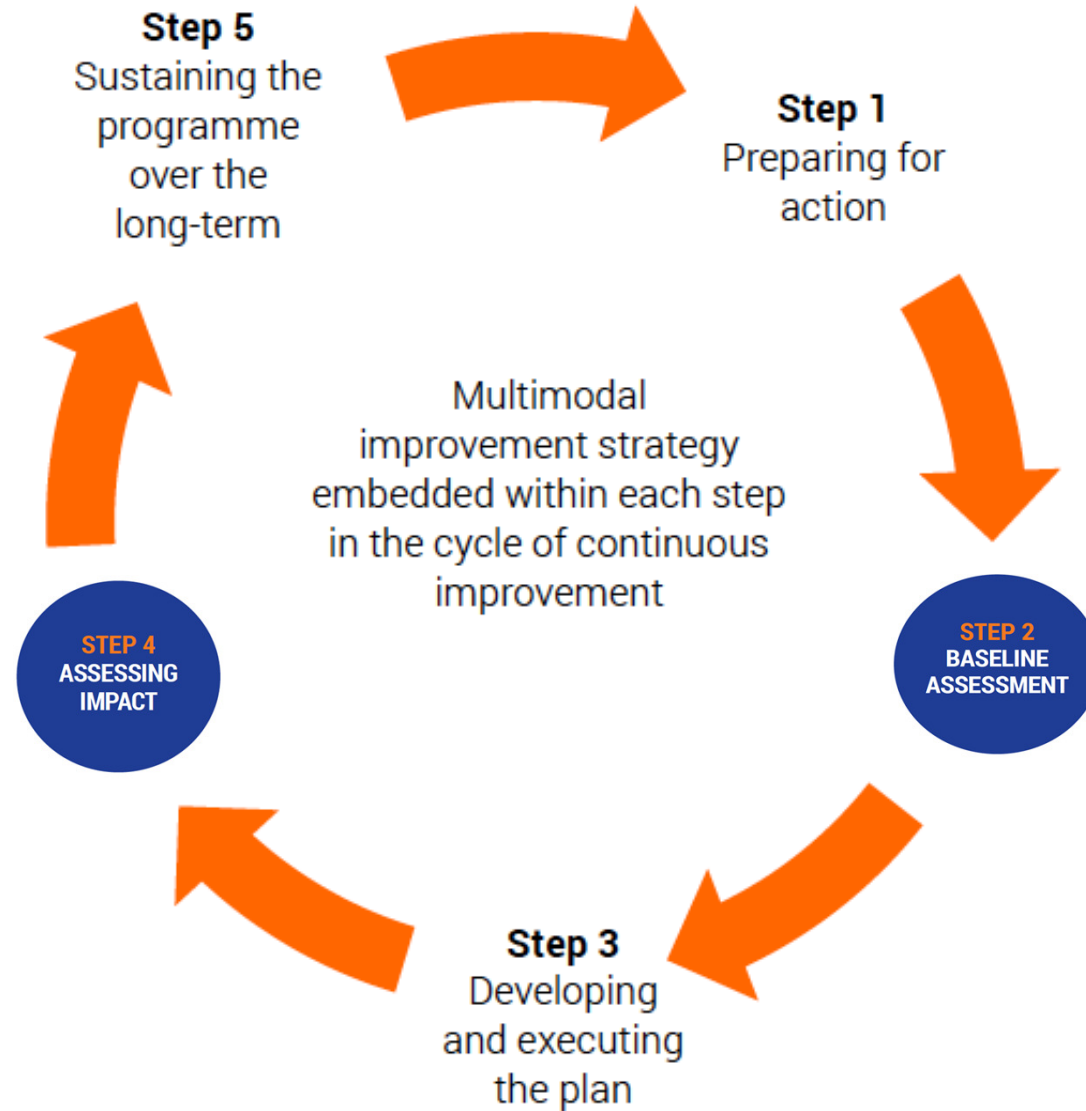 Step 5
Sustaining the
programme
over the
long-term
Step 1
Preparing for
action
Multimodal
improvement strategy
embedded within each step
in the cycle of continuous
improvement
STEP 2
BASELINE
ASSESSMENT
Step 3
Developing
and executing
the plan
STEP 4
ASSESSING
IMPACT